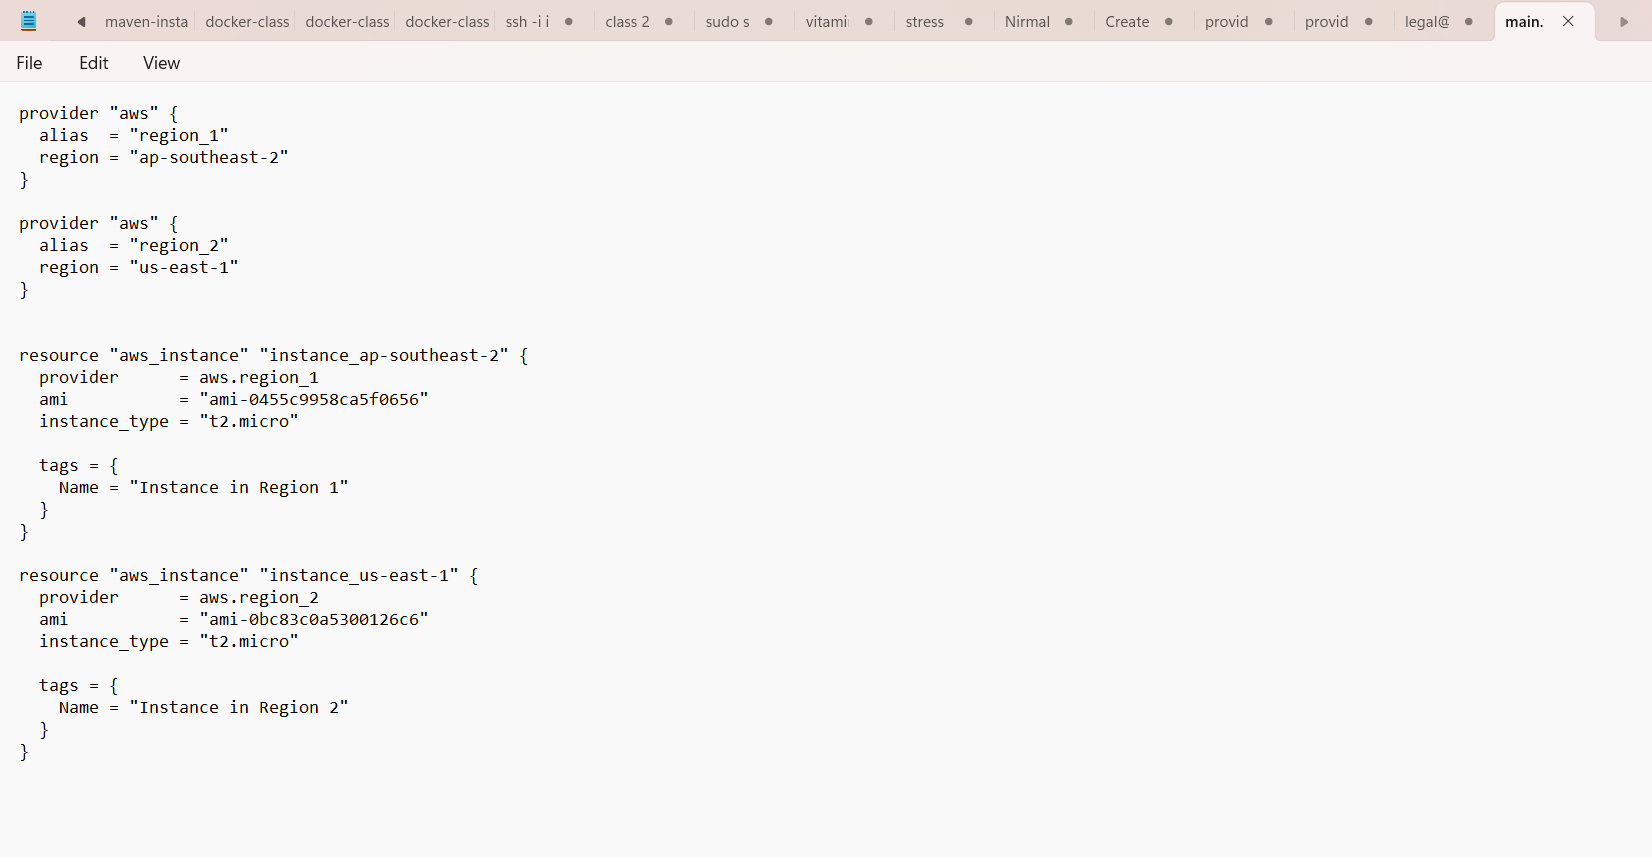 maven-insta docker-class docker-class docker-class ssh -i i class 2 sudo s vitami stress Nirmal Create provid provid legal@ main.
File Edit View
provider "aws" {
  alias  = "region_1"
  region = "ap-southeast-2"
}
provider "aws" {
  alias  = "region_2"
  region = "us-east-1"
}
resource "aws_instance" "instance_ap-southeast-2" {
  provider      = aws.region_1
  ami           = "ami-0455c9958ca5f0656"
  instance_type = "t2.micro"
  tags = {
    Name = "Instance in Region 1"
  }
}
resource "aws_instance" "instance_us-east-1" {
  provider      = aws.region_2
  ami           = "ami-0bc83c0a5300126c6"
  instance_type = "t2.micro"
  tags = {
    Name = "Instance in Region 2"
  }
}